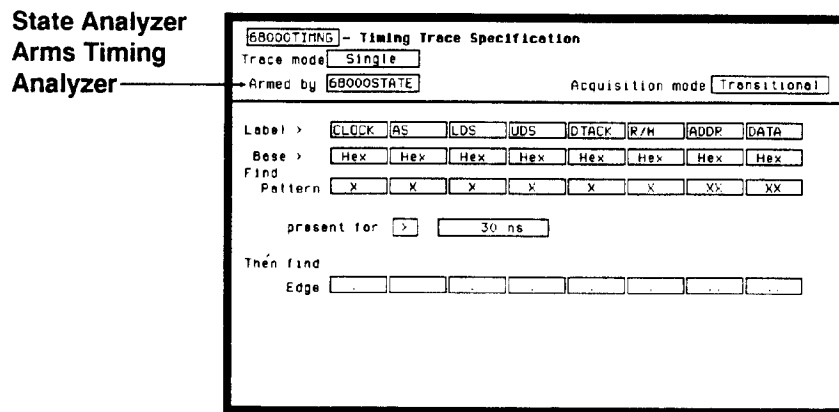 State Analyzer
Arms Timing
Analyzer
68000TIMNG - Timing Trace Specification
Trace mode Single
Armed by 68000STATE Acquisition mode Transitional
Label > CLOCK AS LDS UDS DTACK R/W ADDR DATA
Base > Hex Hex Hex Hex Hex Hex Hex Hex
Find
Pattern X X X X X X XX XX
present for > 30 ns
Then find
Edge . . . . . . .. ..